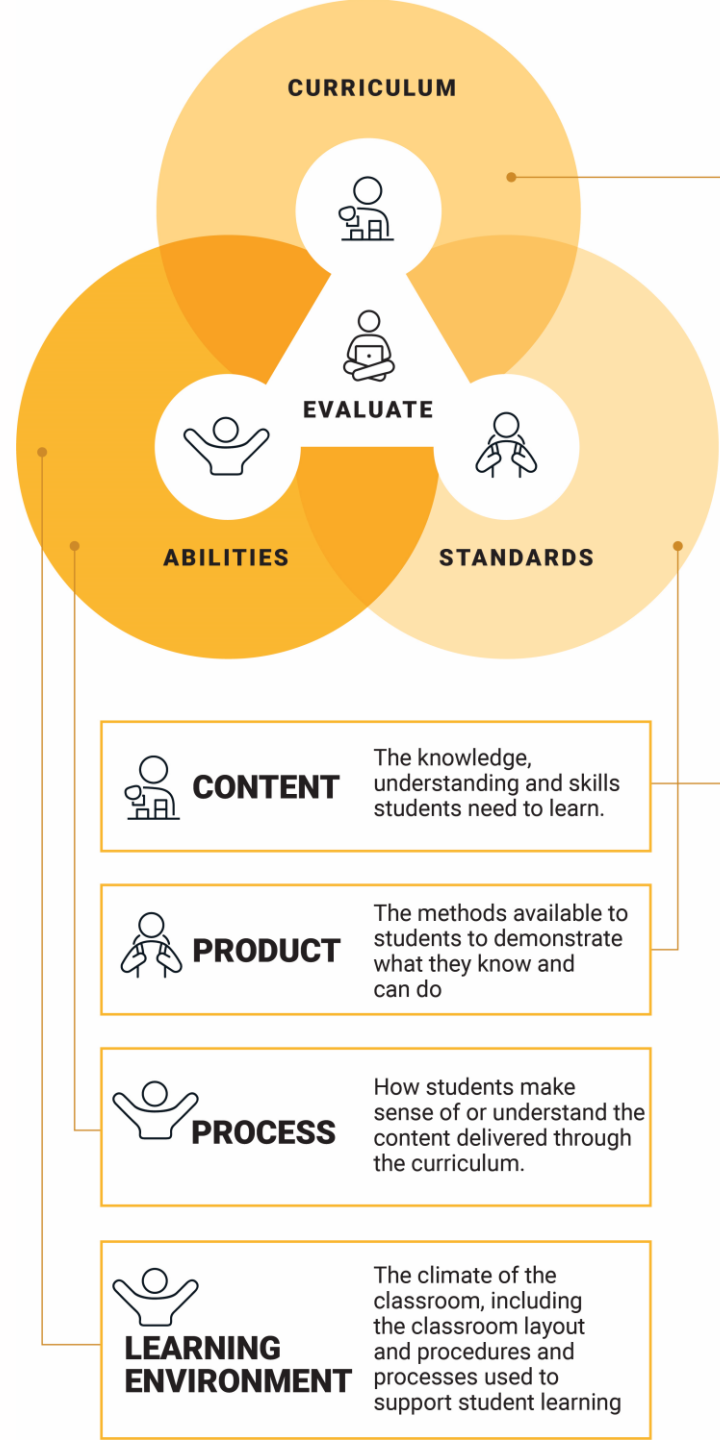 CURRICULUM
EVALUATE
ABILITIES
STANDARDS
CONTENT
The knowledge,
understanding and skills
students need to learn.
PRODUCT
The methods available to
students to demonstrate
what they know and
can do
PROCESS
How students make
sense of or understand the
content delivered through
the curriculum.
LEARNING
ENVIRONMENT
The climate of the
classroom, including
the classroom layout
and procedures and
processes used to
support student learning